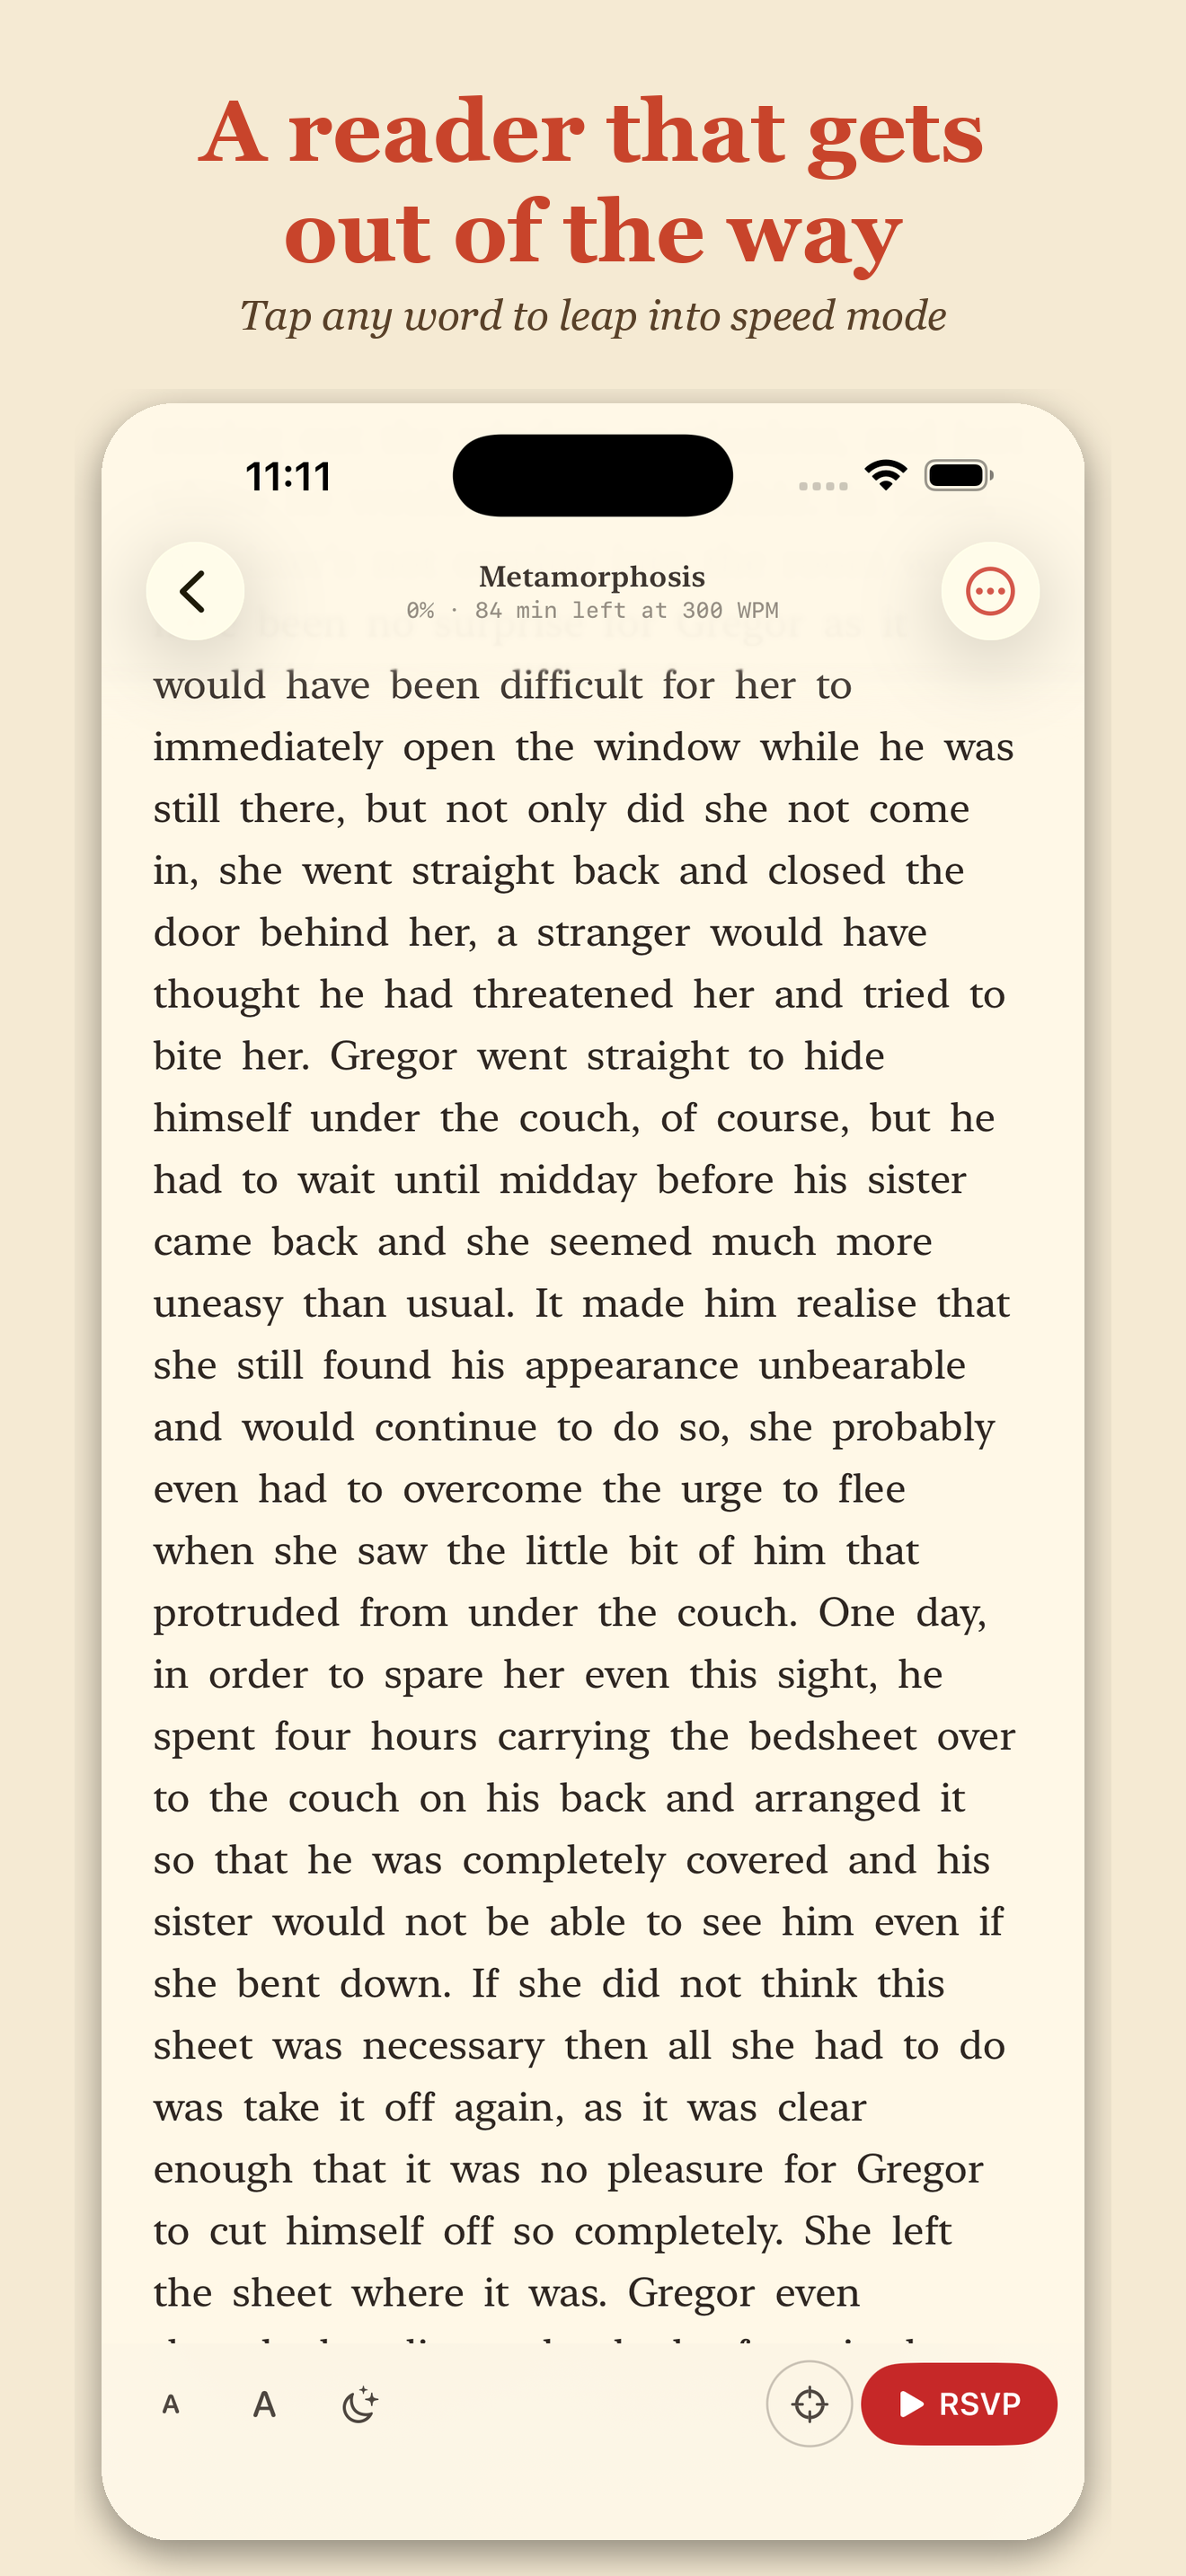 A reader that gets
out of the way
Tap any word to leap into speed mode
11:11
Metamorphosis
0% · 84 min left at 300 WPM
been no surprise for Gregor as it
would have been difficult for her to
immediately open the window while he was
still there, but not only did she not come
in, she went straight back and closed the
door behind her, a stranger would have
thought he had threatened her and tried to
bite her. Gregor went straight to hide
himself under the couch, of course, but he
had to wait until midday before his sister
came back and she seemed much more
uneasy than usual. It made him realise that
she still found his appearance unbearable
and would continue to do so, she probably
even had to overcome the urge to flee
when she saw the little bit of him that
protruded from under the couch. One day,
in order to spare her even this sight, he
spent four hours carrying the bedsheet over
to the couch on his back and arranged it
so that he was completely covered and his
sister would not be able to see him even if
she bent down. If she did not think this
sheet was necessary then all she had to do
was take it off again, as it was clear
enough that it was no pleasure for Gregor
to cut himself off so completely. She left
the sheet where it was. Gregor even
A A RSVP